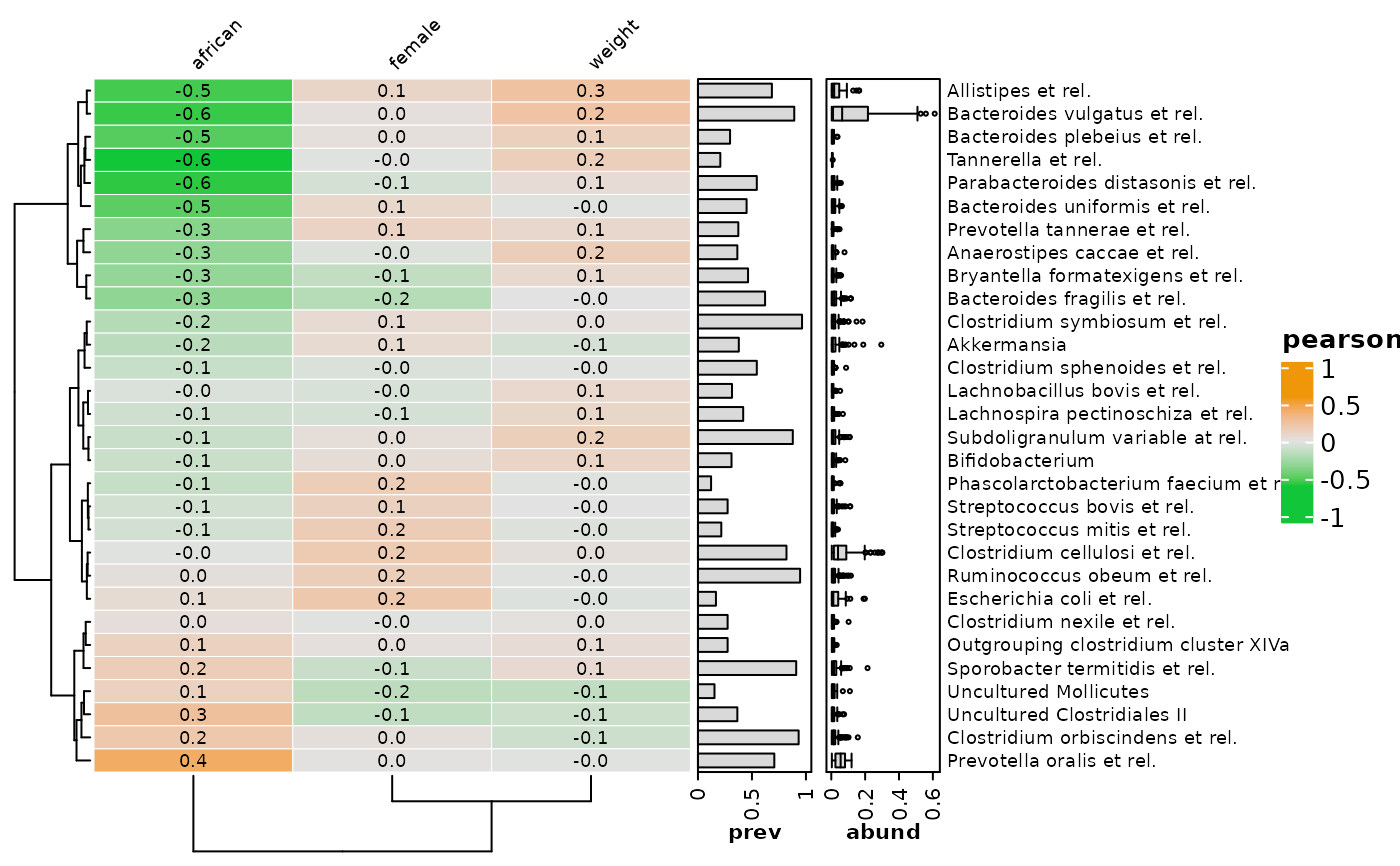 african female weight
-0.5 0.1 0.3 Allistipes et rel.
-0.6 0.0 0.2 Bacteroides vulgatus et rel.
-0.5 0.0 0.1 Bacteroides plebeius et rel.
-0.6 -0.0 0.2 Tannerella et rel.
-0.6 -0.1 0.1 Parabacteroides distasonis et rel.
-0.5 0.1 -0.0 Bacteroides uniformis et rel.
-0.3 0.1 0.1 Prevotella tannerae et rel.
-0.3 -0.0 0.2 Anaerostipes caccae et rel.
-0.3 -0.1 0.1 Bryantella formatexigens et rel.
-0.3 -0.2 -0.0 Bacteroides fragilis et rel.
-0.2 0.1 0.0 Clostridium symbiosum et rel.
-0.2 0.1 -0.1 Akkermansia
-0.1 -0.0 -0.0 Clostridium sphenoides et rel.
-0.0 -0.0 0.1 Lachnobacillus bovis et rel.
-0.1 -0.1 0.1 Lachnospira pectinoschiza et rel.
-0.1 0.0 0.2 Subdoligranulum variable at rel.
-0.1 0.0 0.1 Bifidobacterium
-0.1 0.2 -0.0 Phascolarctobacterium faecium et r
-0.1 0.1 -0.0 Streptococcus bovis et rel.
-0.1 0.2 -0.0 Streptococcus mitis et rel.
-0.0 0.2 0.0 Clostridium cellulosi et rel.
0.0 0.2 -0.0 Ruminococcus obeum et rel.
0.1 0.2 -0.0 Escherichia coli et rel.
0.0 -0.0 0.0 Clostridium nexile et rel.
0.1 0.0 0.1 Outgrouping clostridium cluster XIVa
0.2 -0.1 0.1 Sporobacter termitidis et rel.
0.1 -0.2 -0.1 Uncultured Mollicutes
0.3 -0.1 -0.1 Uncultured Clostridiales II
0.2 0.0 -0.1 Clostridium orbiscindens et rel.
0.4 0.0 -0.0 Prevotella oralis et rel.
0 0.5 1
prev
0 0.2 0.4 0.6
abund
pearson
1
0.5
0
-0.5
-1